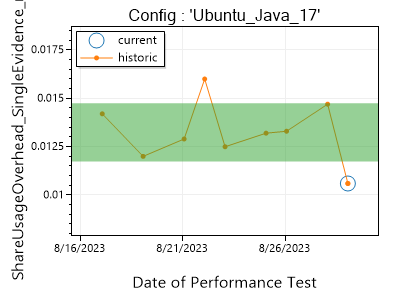 Config : 'Ubuntu_Java_17'
ShareUsageOverhead_SingleEvidence_
current
historic
0.0175
0.015
0.0125
0.01
8/16/2023
8/21/2023
8/26/2023
Date of Performance Test